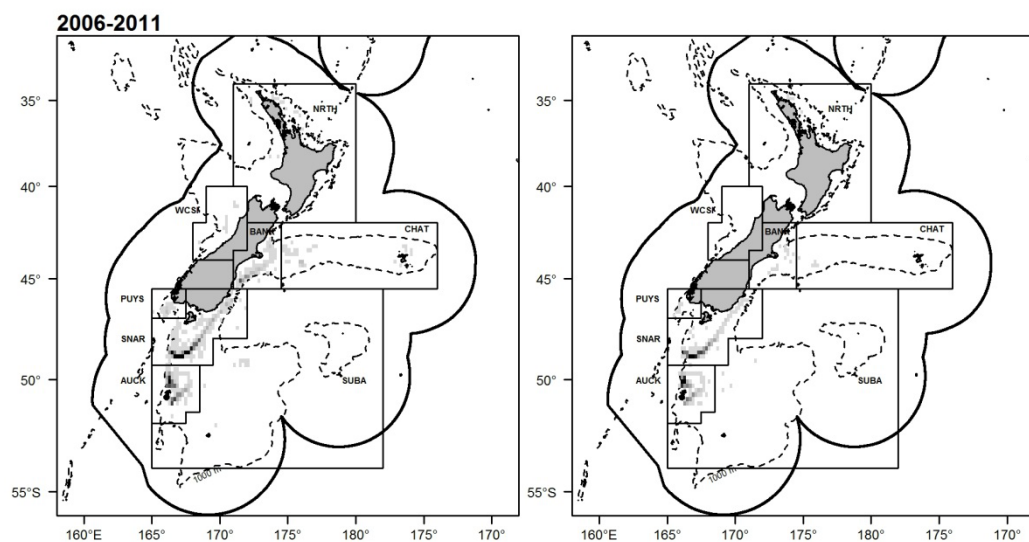 2006-2011
35°
40°
45°
50°
55°S
NRTH
WCSI
BANK
CHAT
PUYS
SNAR
AUCK
SUBA
1000 m
160°E 165° 170° 175° 180° 175° 170°
35°
40°
45°
50°
55°S
NRTH
WCSI
BANK
CHAT
PUYS
SNAR
AUCK
SUBA
1000 m
160°E 165° 170° 175° 180° 175° 170°